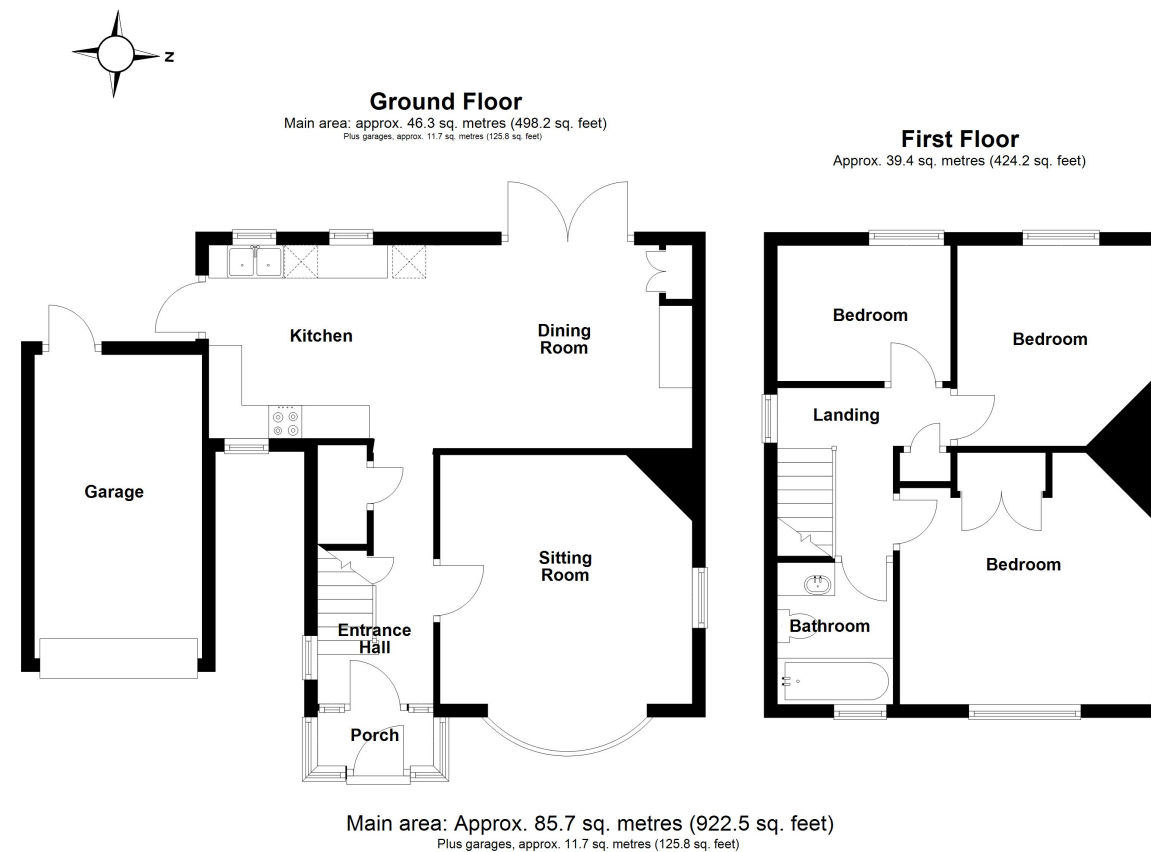 N
Ground Floor
Main area: approx. 46.3 sq. metres (498.2 sq. feet)
Plus garages, approx. 11.7 sq. metres (125.8 sq. feet)
First Floor
Approx. 39.4 sq. metres (424.2 sq. feet)
Kitchen
Dining
Room
Garage
Sitting
Room
Entrance
Hall
Porch
Bedroom
Bedroom
Landing
Bedroom
Bathroom
Main area: Approx. 85.7 sq. metres (922.5 sq. feet)
Plus garages, approx. 11.7 sq. metres (125.8 sq. feet)